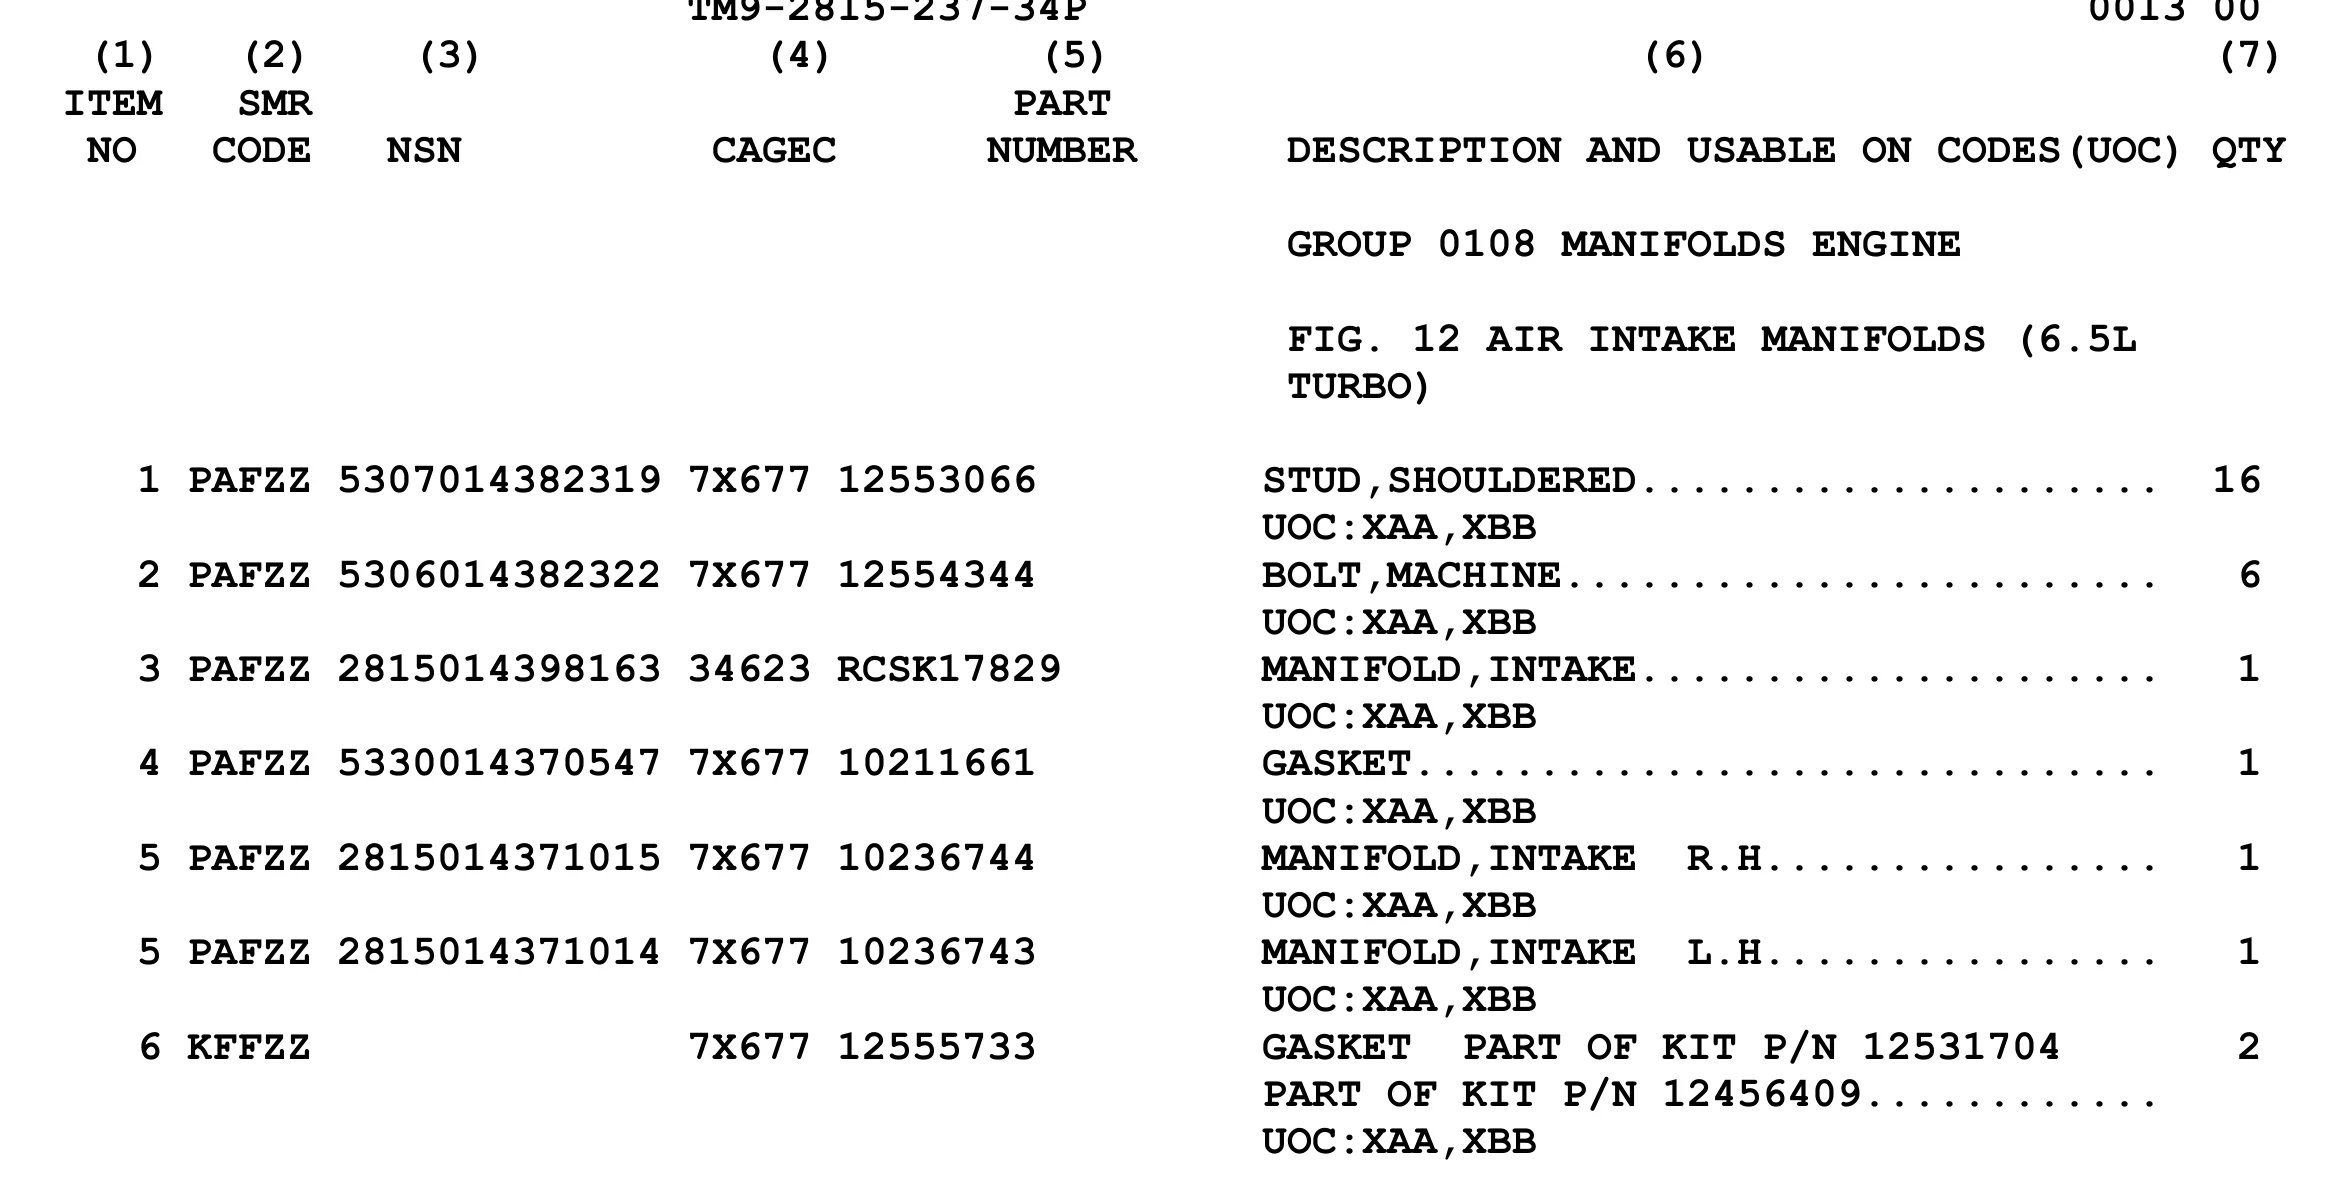 TM9-2815-237-34P 0013 00
(1) (2) (3) (4) (5) (6) (7)
ITEM SMR PART
NO CODE NSN CAGEC NUMBER DESCRIPTION AND USABLE ON CODES(UOC) QTY
GROUP 0108 MANIFOLDS ENGINE
FIG. 12 AIR INTAKE MANIFOLDS (6.5L
TURBO)
1 PAFZZ 5307014382319 7X677 12553066 STUD,SHOULDERED..................... 16
UOC:XAA,XBB
2 PAFZZ 5306014382322 7X677 12554344 BOLT,MACHINE........................ 6
UOC:XAA,XBB
3 PAFZZ 2815014398163 34623 RCSK17829 MANIFOLD,INTAKE..................... 1
UOC:XAA,XBB
4 PAFZZ 5330014370547 7X677 10211661 GASKET.............................. 1
UOC:XAA,XBB
5 PAFZZ 2815014371015 7X677 10236744 MANIFOLD,INTAKE R.H................ 1
UOC:XAA,XBB
5 PAFZZ 2815014371014 7X677 10236743 MANIFOLD,INTAKE L.H................ 1
UOC:XAA,XBB
6 KFFZZ 7X677 12555733 GASKET PART OF KIT P/N 12531704 2
PART OF KIT P/N 12456409............
UOC:XAA,XBB